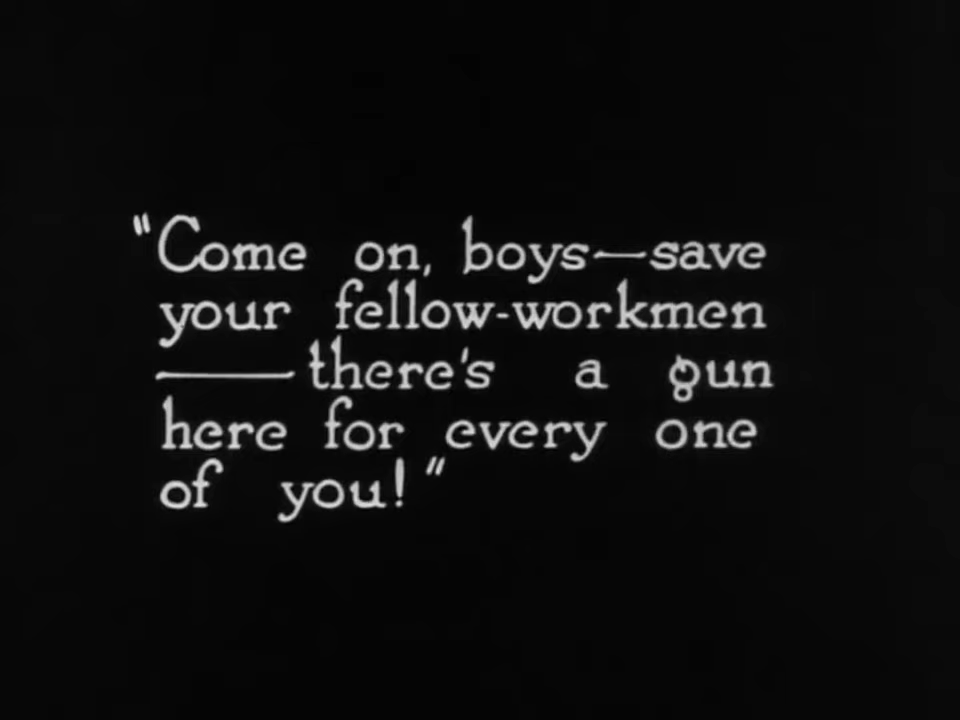 "Come on, boys—save
your fellow-workmen
——there's a gun
here for every one
of you!"